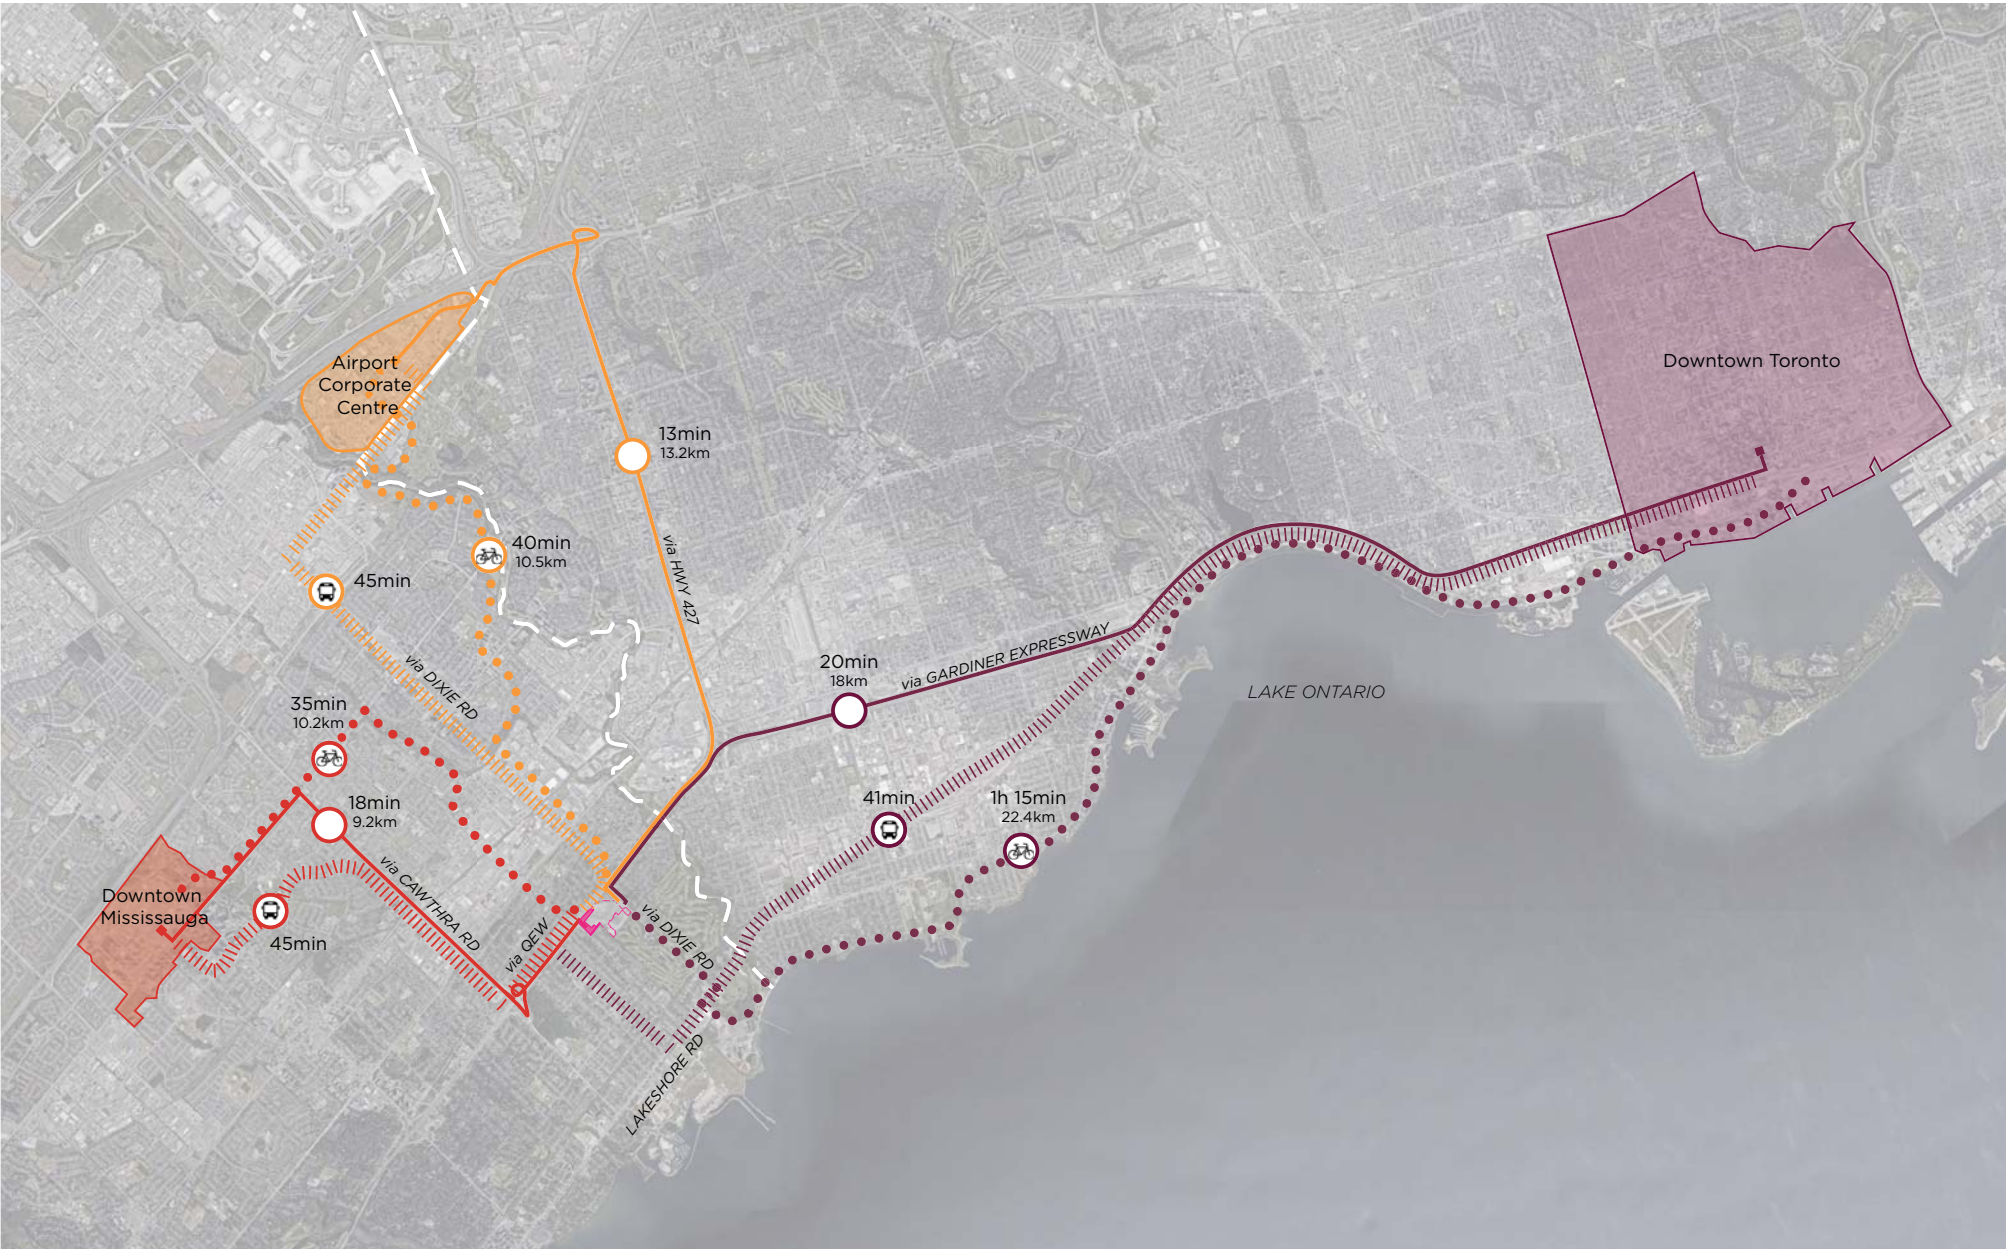 Airport
Corporate
Centre
Downtown Toronto
13min
13.2km
40min
10.5km
via HWY 427
45min
via DIXIE RD
20min
18km
via GARDINER EXPRESSWAY
LAKE ONTARIO
35min
10.2km
18min
9.2km
41min
1h 15min
22.4km
via CAWTHRA RD
Downtown
Mississauga
45min
via QEW
via DIXIE RD
LAKESHORE RD